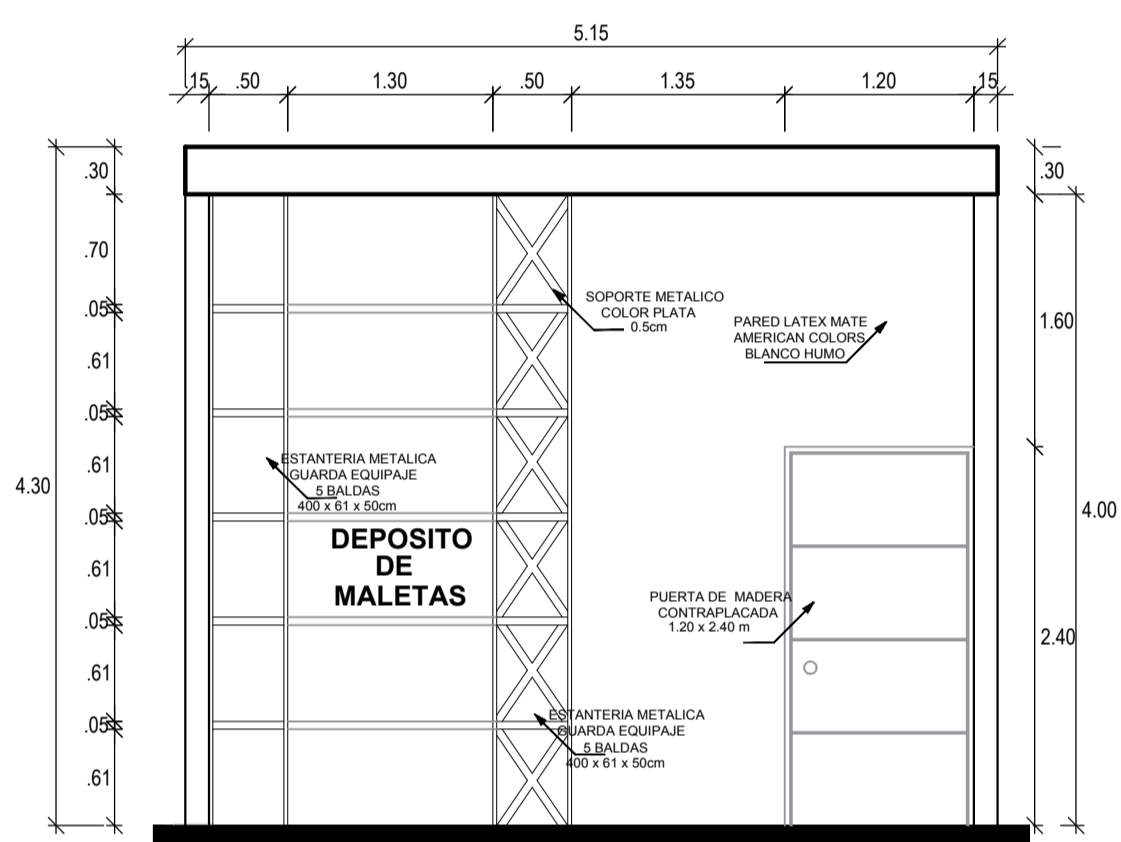 5.15
.15 .50 1.30 .50 1.35 1.20 .15
.30
.70
.05
.61
.05
.61
.05
.61
.05
.61
.05
.61
4.30
SOPORTE METALICO
COLOR PLATA
0.5cm
PARED LATEX MATE
AMERICAN COLORS
BLANCO HUMO
ESTANTERIA METALICA
GUARDA EQUIPAJE
5 BALDAS
400 x 61 x 50cm
DEPOSITO
DE
MALETAS
PUERTA DE MADERA
CONTRAPLACADA
1.20 x 2.40 m
ESTANTERIA METALICA
GUARDA EQUIPAJE
5 BALDAS
400 x 61 x 50cm
.30
1.60
4.00
2.40